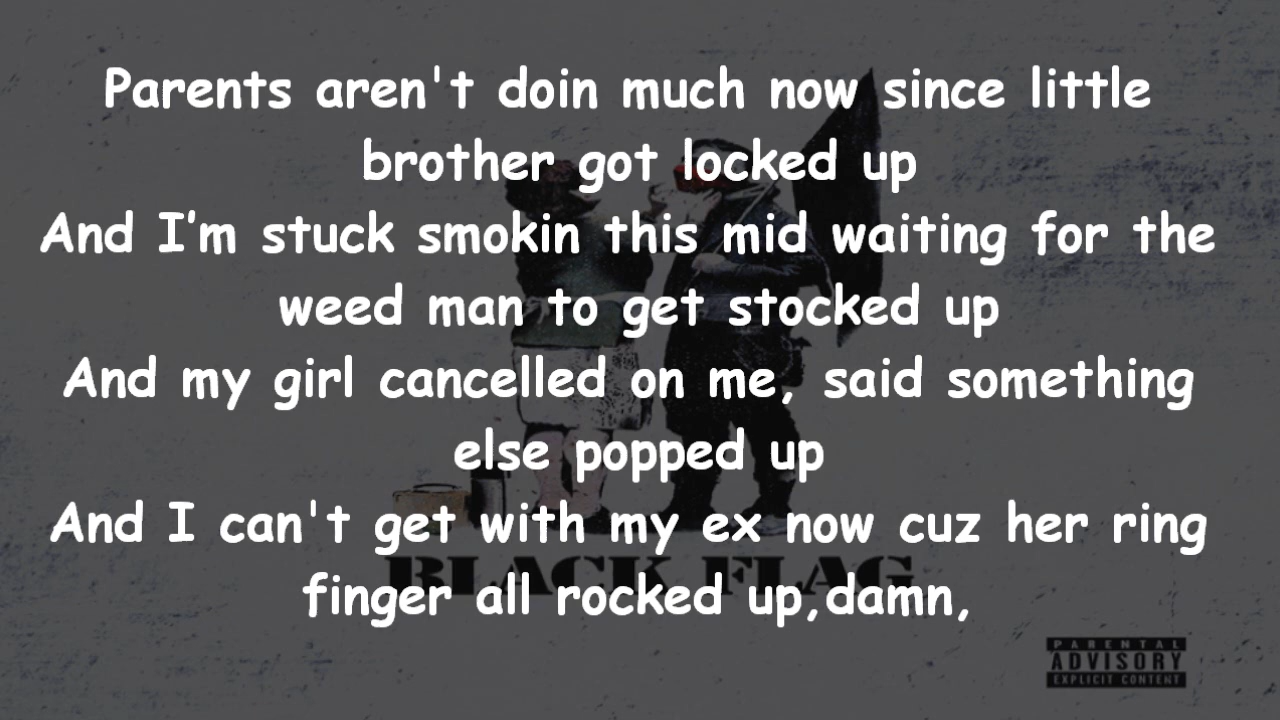 Parents aren't doin much now since little
brother got locked up
And I’m stuck smokin this mid waiting for the
weed man to get stocked up
And my girl cancelled on me, said something
else popped up
And I can't get with my ex now cuz her ring
BLACK FLAG
finger all rocked up,damn,
PARENTAL
ADVISORY
EXPLICIT CONTENT